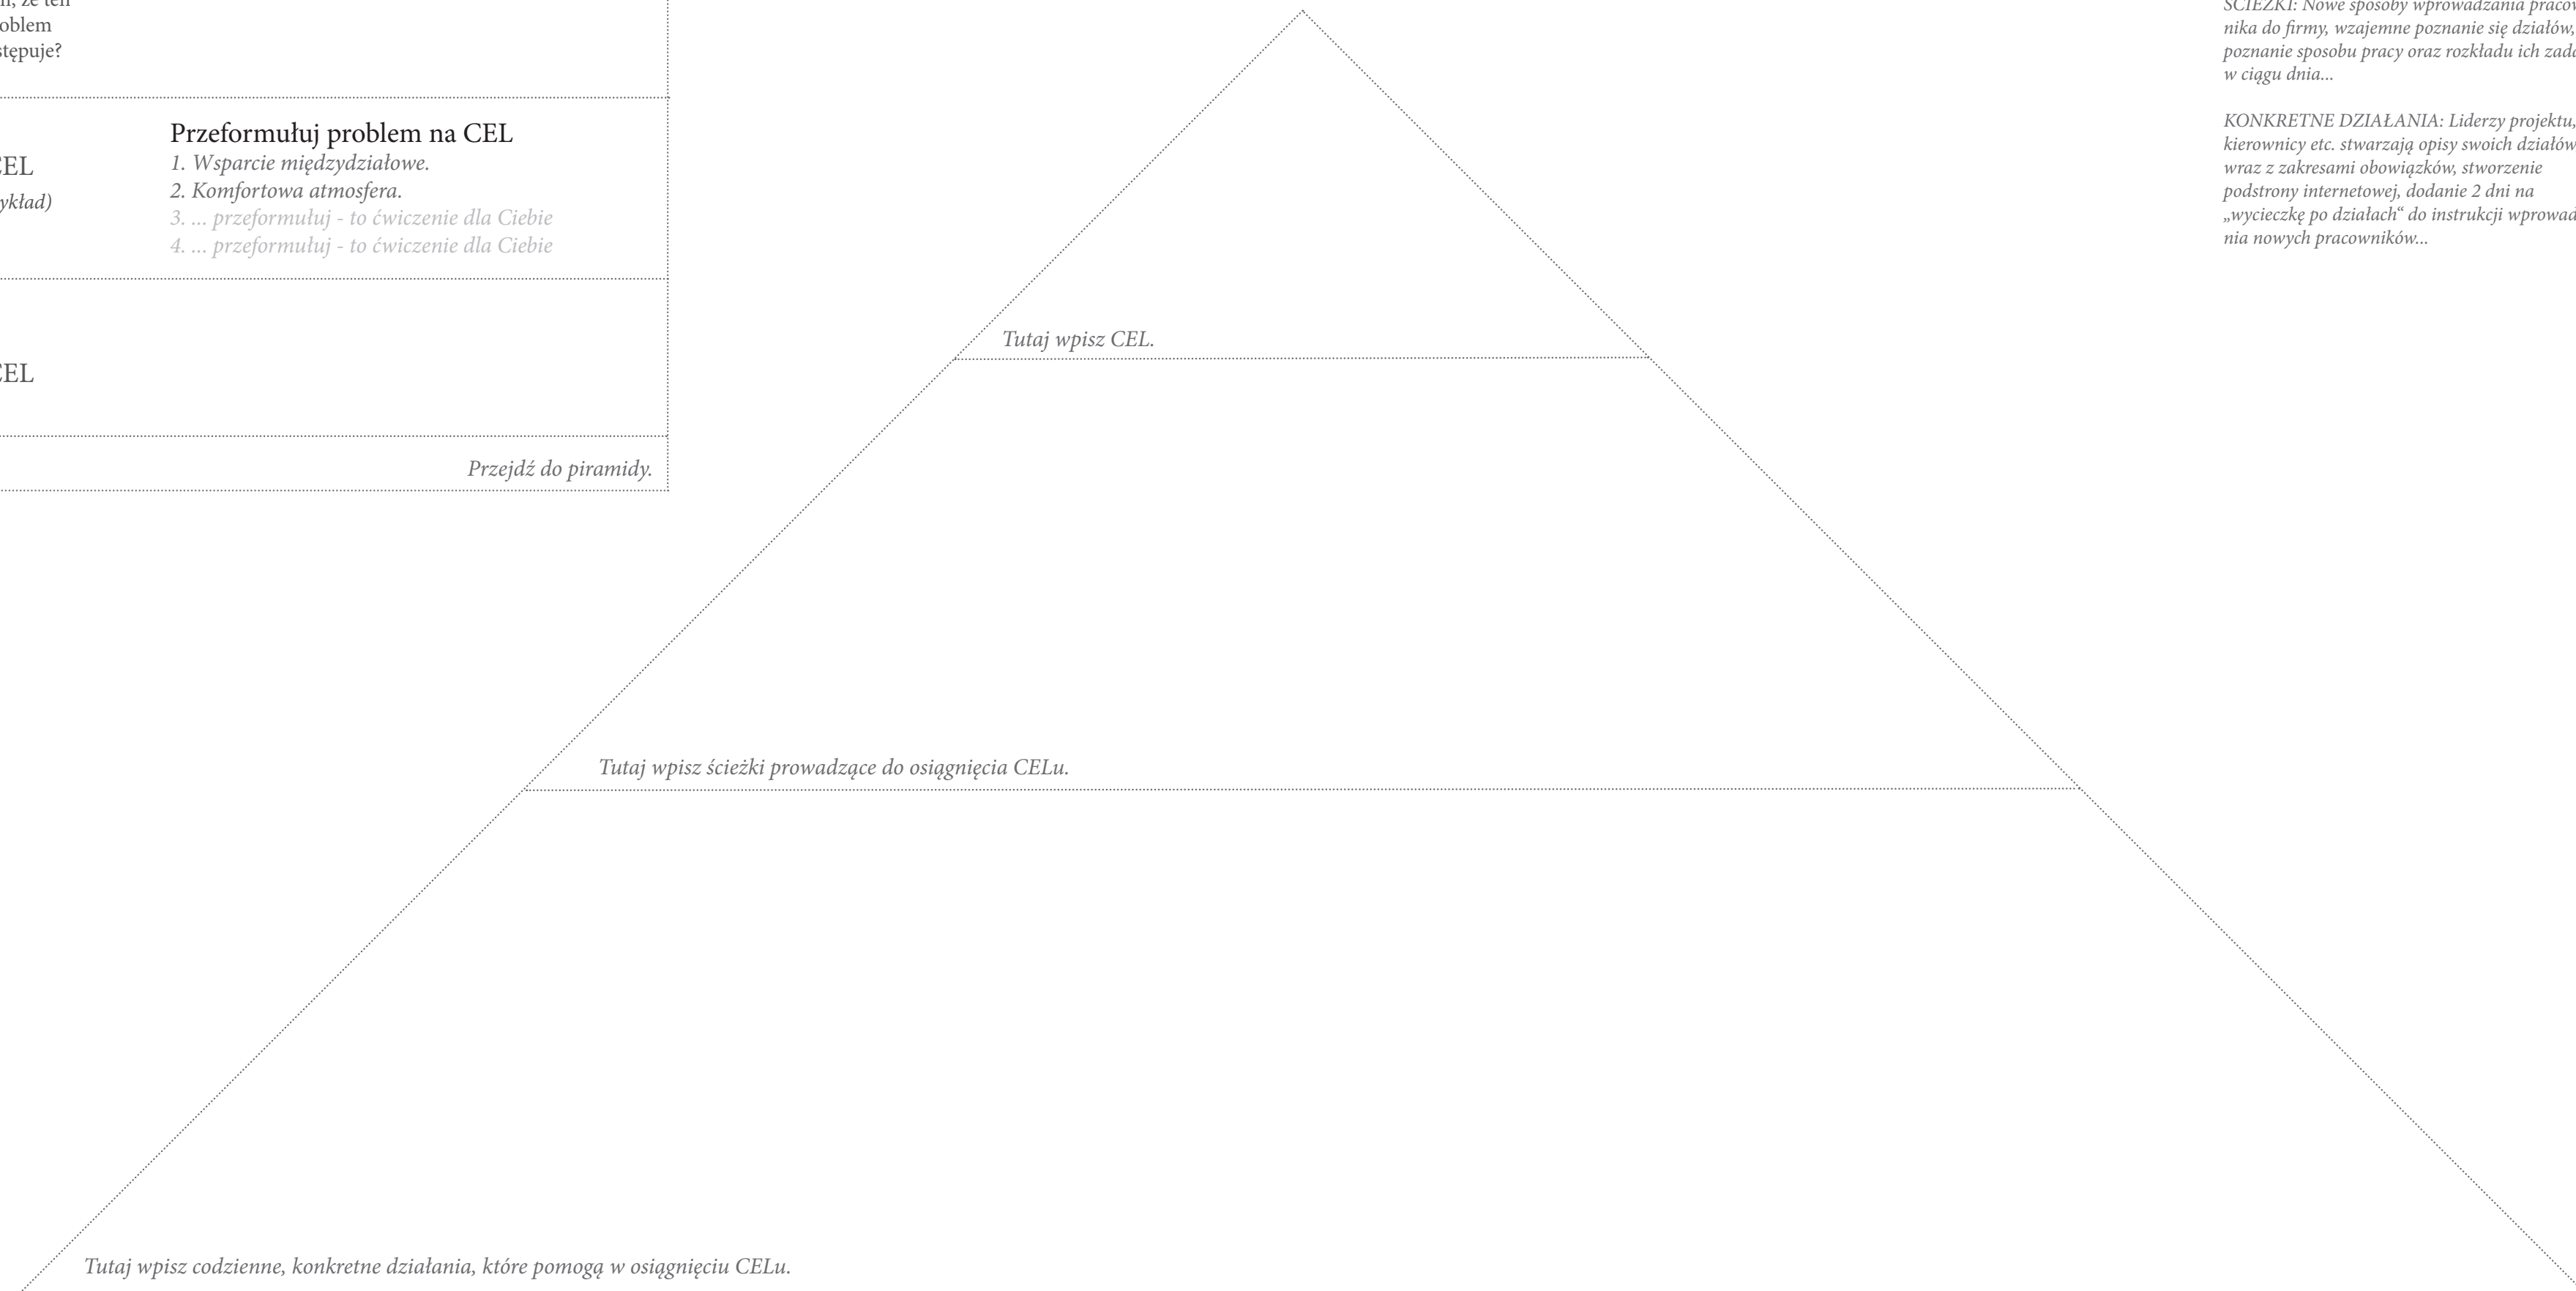 że ten
oblem
stępuje?
CEL
ykład)
Przeformułuj problem na CEL
1. Wsparcie międzydziałowe.
2. Komfortowa atmosfera.
3. ... przeformułuj - to ćwiczenie dla Ciebie
4. ... przeformułuj - to ćwiczenie dla Ciebie
CEL
Przejdź do piramidy.
Tutaj wpisz CEL.
Tutaj wpisz ścieżki prowadzące do osiągnięcia CELu.
Tutaj wpisz codzienne, konkretne działania, które pomogą w osiągnięciu CELu.
ŚCIEŻKI: Nowe sposoby wprowadzania pracow
nika do firmy, wzajemne poznanie się działów,
poznanie sposobu pracy oraz rozkładu ich zada
w ciągu dnia...
KONKRETNE DZIAŁANIA: Liderzy projektu,
kierownicy etc. stwarzają opisy swoich działów
wraz z zakresami obowiązków, stworzenie
podstrony internetowej, dodanie 2 dni na
„wycieczkę po działach“ do instrukcji wprowad
nia nowych pracowników...